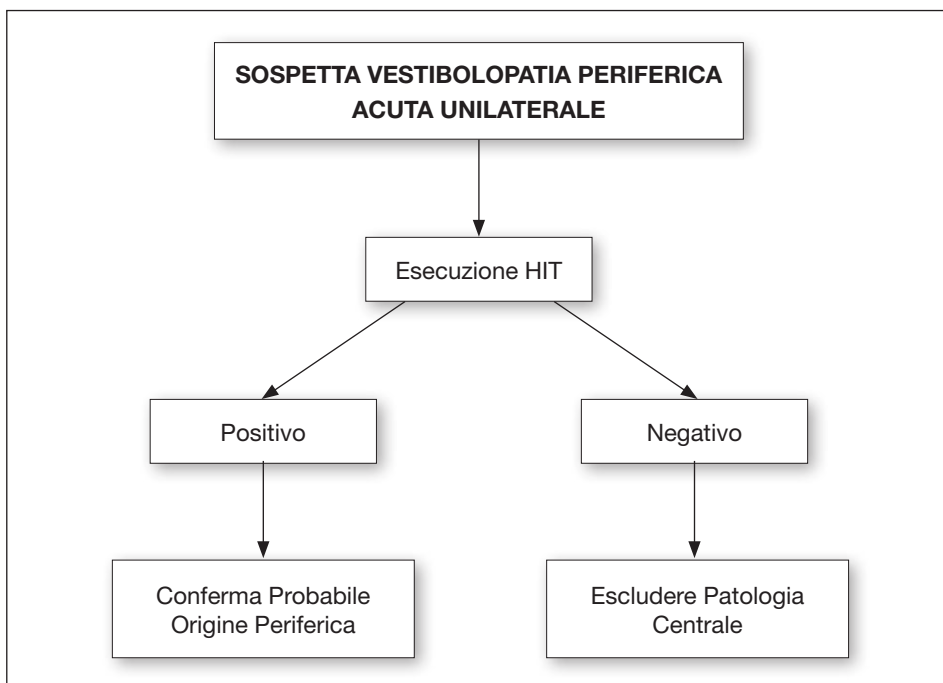 SOSPETTA VESTIBOLOPATIA PERIFERICA
ACUTA UNILATERALE
Esecuzione HIT
Positivo
Negativo
Conferma Probabile
Origine Periferica
Escludere Patologia
Centrale